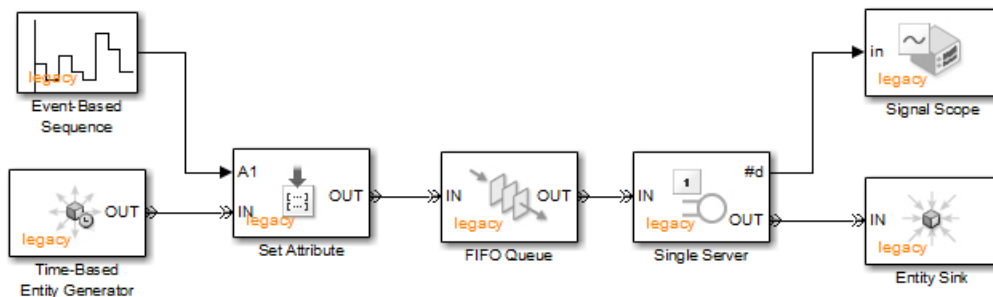 legacy
Event-Based
Sequence
in
legacy
Signal Scope
OUT
legacy
Time-Based
Entity Generator
A1
IN
OUT
legacy
Set Attribute
IN
OUT
legacy
FIFO Queue
IN
1
#d
OUT
legacy
Single Server
IN
legacy
Entity Sink